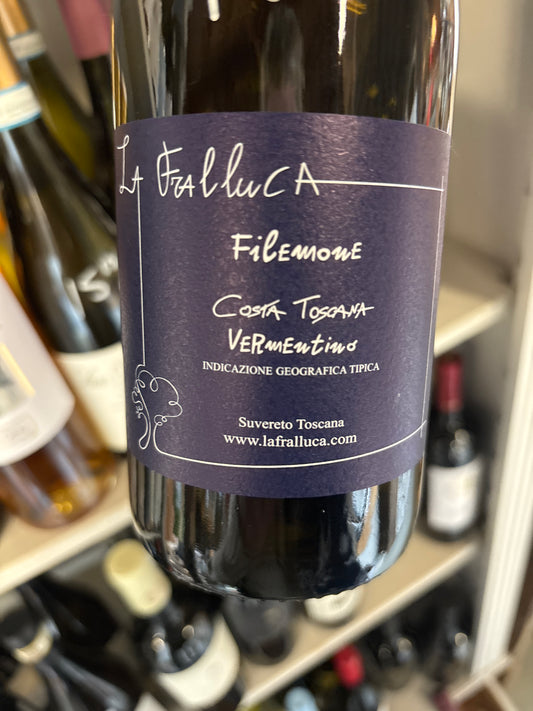 La Fralluca
Filemone
Costa Toscana
Vermentino
INDICAZIONE GEOGRAFICA TIPICA
Suvereto Toscana
www.lafralluca.com